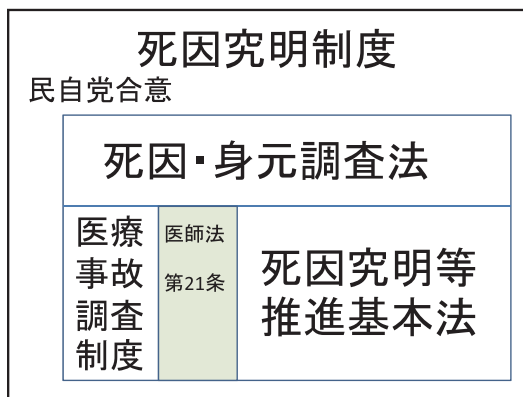 死因究明制度
民自党合意
死因・身元調査法
医療
事故
調査
制度
医師法
第21条
死因究明等
推進基本法